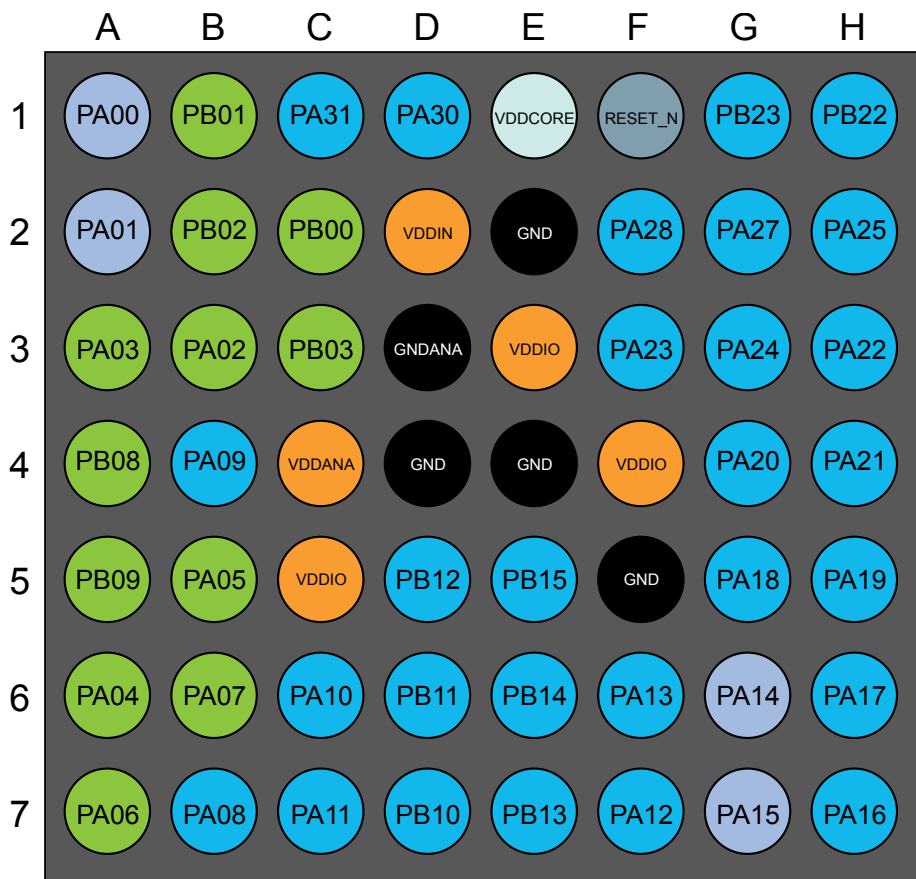 A B C D E F G H
1 PA00 PB01 PA31 PA30 VDDCORE RESET_N PB23 PB22
2 PA01 PB02 PB00 VDDIN GND PA28 PA27 PA25
3 PA03 PA02 PB03 GNDANA VDDIO PA23 PA24 PA22
4 PB08 PA09 VDDANA GND GND VDDIO PA20 PA21
5 PB09 PA05 VDDIO PB12 PB15 GND PA18 PA19
6 PA04 PA07 PA10 PB11 PB14 PA13 PA14 PA17
7 PA06 PA08 PA11 PB10 PB13 PA12 PA15 PA16